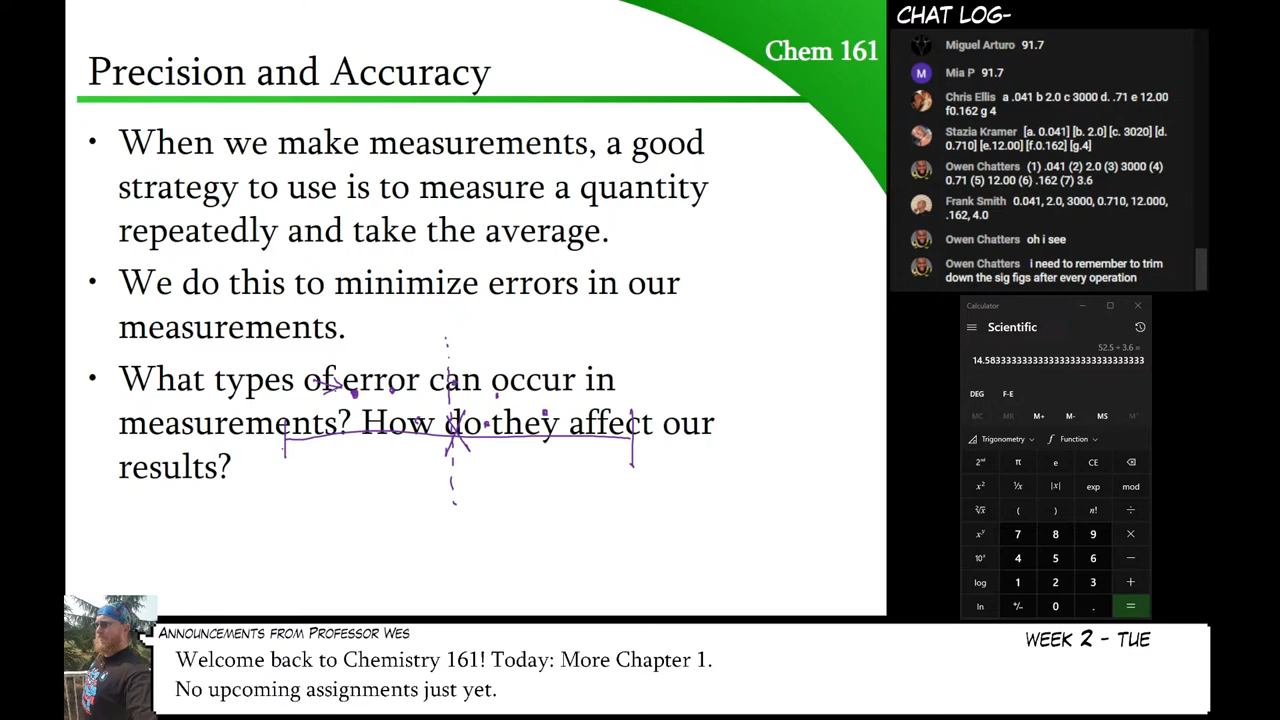 Precision and Accuracy
Chem 161
• When we make measurements, a good
strategy to use is to measure a quantity
repeatedly and take the average.
• We do this to minimize errors in our
measurements.
• What types of error can occur in
measurements? How do they affect our
results?
CHAT LOG-
Miguel Arturo 91.7
M
Mia P 91.7
Chris Ellis a .041 b 2.0 c 3000 d. .71 e 12.00
f0.162 g 4
Stazia Kramer [a. 0.041] [b. 2.0] [c. 3020] [d.
0.710] [e.12.00] [f.0.162] [g.4]
Owen Chatters (1) .041 (2) 2.0 (3) 3000 (4)
0.71 (5) 12.00 (6) .162 (7) 3.6
Frank Smith 0.041, 2.0, 3000, 0.710, 12.000,
.162, 4.0
Owen Chatters oh i see
Owen Chatters i need to remember to trim
down the sig figs after every operation
Calculator
Scientific
52.5 ÷ 3.6 =
14.583333333333333333333333333333
DEG F-E
MC MR M+ M- MS M˅
Trigonometry Function
2ⁿᵈ π e CE
x² ¹/x |x| exp mod
²√x ( ) n! ÷
xʸ 7 8 9 ×
10ˣ 4 5 6 −
log 1 2 3 +
ln +/- 0 . =
ANNOUNCEMENTS FROM PROFESSOR WES
WEEK 2 - TUE
Welcome back to Chemistry 161! Today: More Chapter 1.
No upcoming assignments just yet.